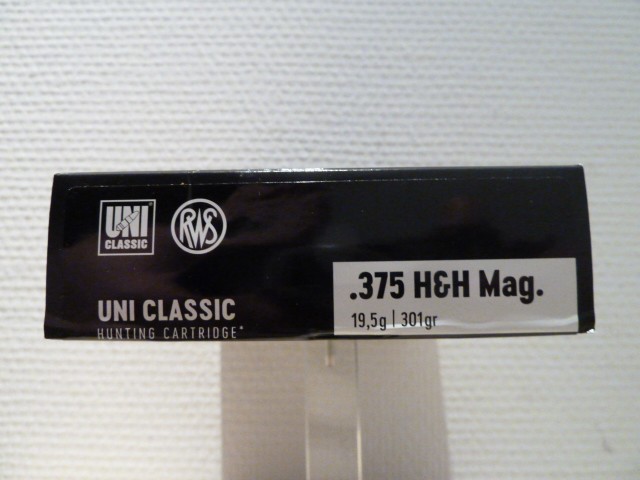 UNI
CLASSIC
RWS
UNI CLASSIC
HUNTING CARTRIDGE*
.375 H&H Mag.
19,5g | 301gr